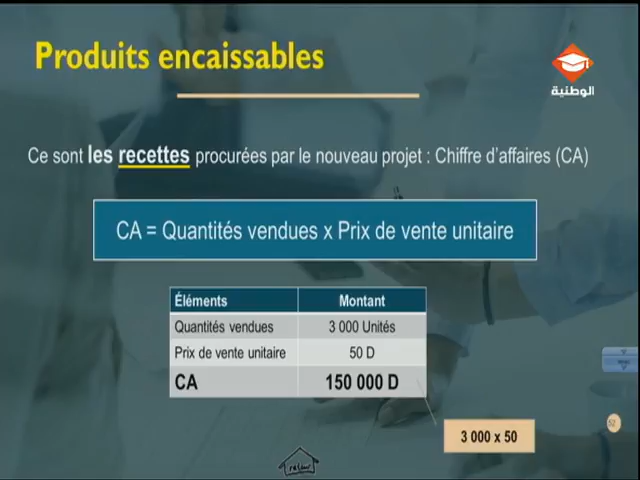 Produits encaissables
الوطنية
Ce sont les recettes procurées par le nouveau projet : Chiffre d'affaires (CA)
CA = Quantités vendues x Prix de vente unitaire
Éléments Montant
Quantités vendues 3 000 Unités
Prix de vente unitaire 50 D
CA 150 000 D
3 000 x 50
52
retour